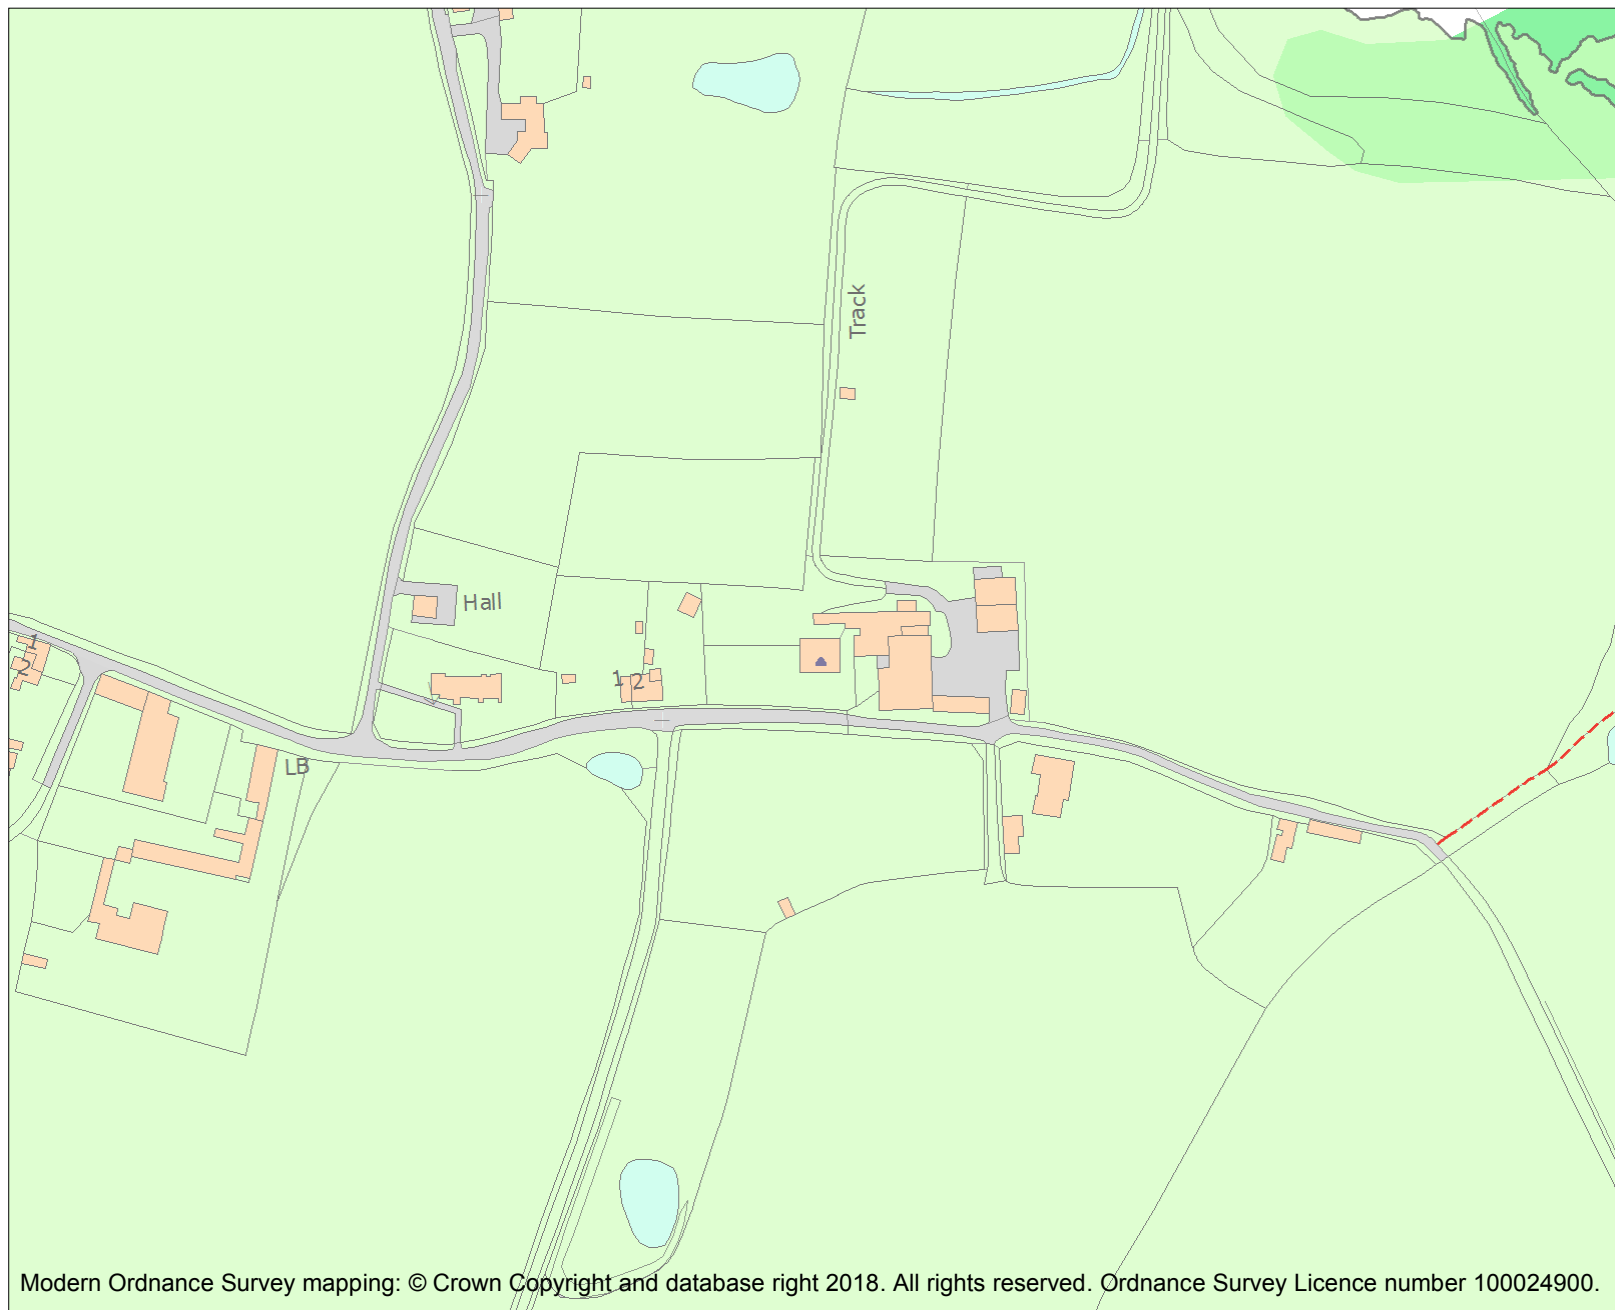 Track
Hall
1
2
1 2
LB
Modern Ordnance Survey mapping: © Crown Copyright and database right 2018. All rights reserved. Ordnance Survey Licence number 100024900.